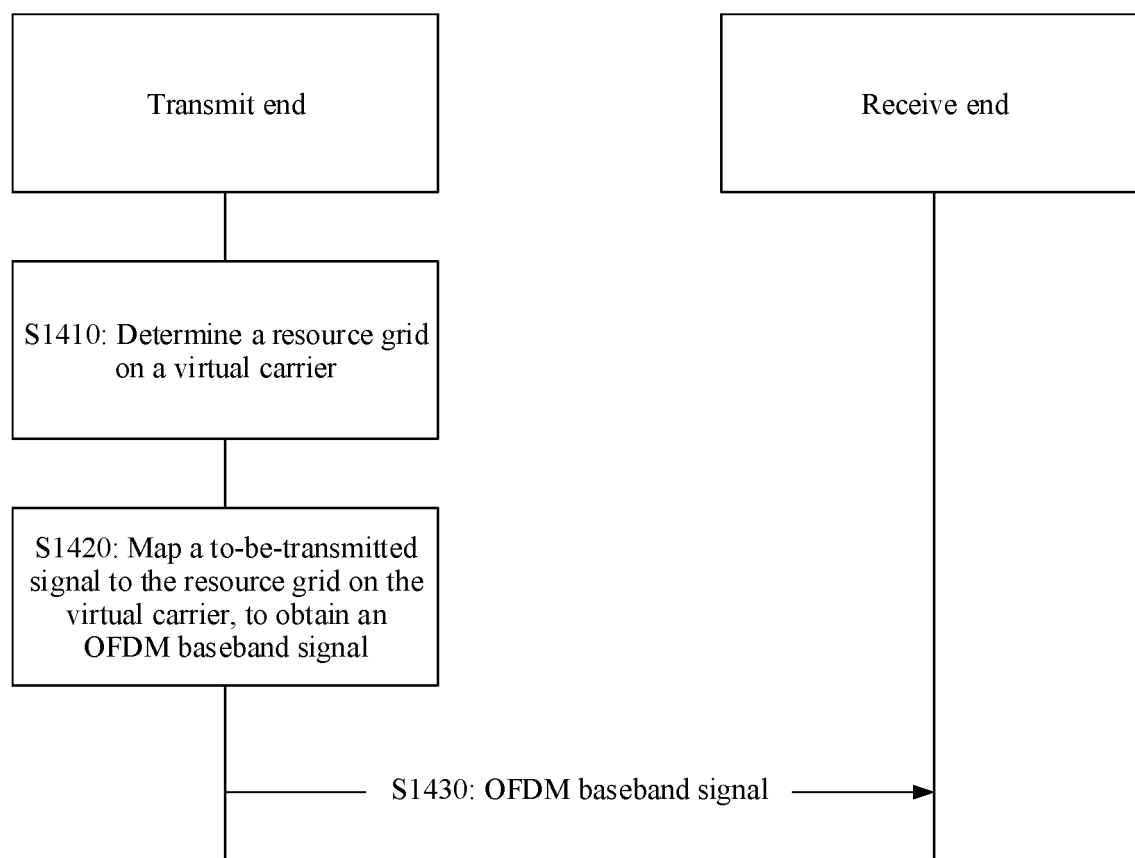 Transmit end
Receive end
S1410: Determine a resource grid
on a virtual carrier
S1420: Map a to-be-transmitted
signal to the resource grid on the
virtual carrier, to obtain an
OFDM baseband signal
S1430: OFDM baseband signal